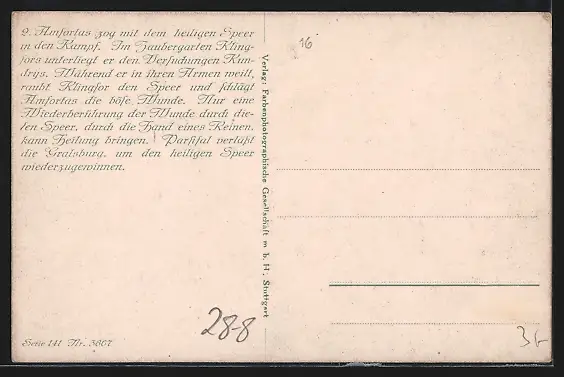 2. Amfortas zog mit dem heiligen Speer
in den Kampf. Im Zaubergarten Kling-
sors unterliegt er den Versuchungen Kun-
drys. Während er in ihren Armen weilt,
raubt Klingsor den Speer und schlägt
Amfortas die böse Wunde. Nur eine
Wiederberührung der Wunde durch die-
sen Speer, durch die Hand eines Reinen,
kann Heilung bringen. Parsifal verläßt
die Gralsburg, um den heiligen Speer
wiederzugewinnen.
Serie 141 Nr. 3807
Verlag: Farbenphotographische Gesellschaft m. b. H. Stuttgart
16
28-8